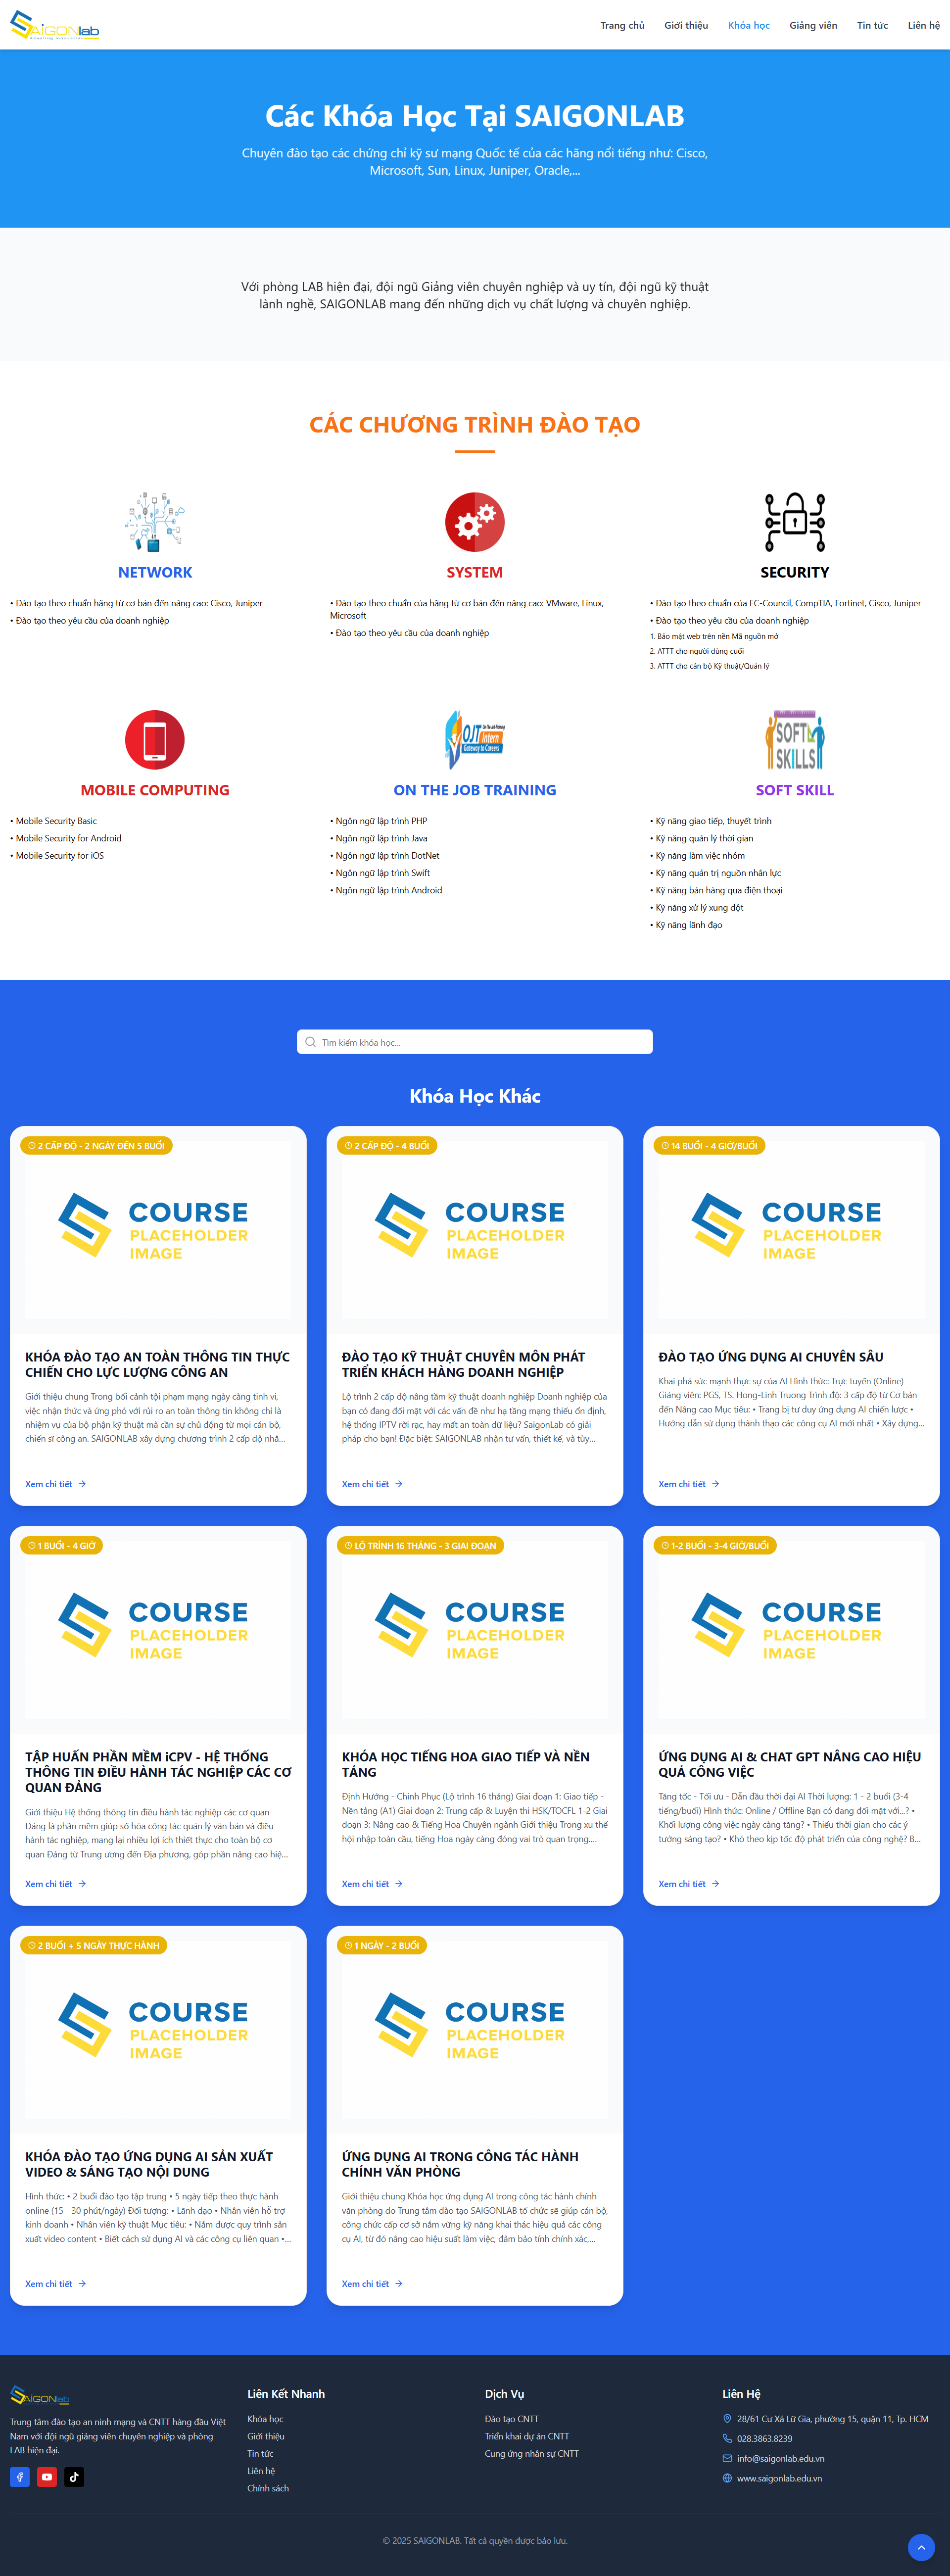 SAIGONlab
Trang chủ
Giới thiệu
Khóa học
Giảng viên
Tin tức
Liên hệ
Các Khóa Học Tại SAIGONLAB
Chuyên đào tạo các chứng chỉ kỹ sư mạng Quốc tế của các hãng nổi tiếng như: Cisco,
Microsoft, Sun, Linux, Juniper, Oracle,...
Với phòng LAB hiện đại, đội ngũ Giảng viên chuyên nghiệp và uy tín, đội ngũ kỹ thuật
lành nghề, SAIGONLAB mang đến những dịch vụ chất lượng và chuyên nghiệp.
CÁC CHƯƠNG TRÌNH ĐÀO TẠO
NETWORK
• Đào tạo theo chuẩn hãng từ cơ bản đến nâng cao: Cisco, Juniper
• Đào tạo theo yêu cầu của doanh nghiệp
SYSTEM
• Đào tạo theo chuẩn của hãng từ cơ bản đến nâng cao: VMware, Linux,
Microsoft
• Đào tạo theo yêu cầu của doanh nghiệp
SECURITY
• Đào tạo theo chuẩn của EC-Council, CompTIA, Fortinet, Cisco, Juniper
• Đào tạo theo yêu cầu của doanh nghiệp
1. Bảo mật web trên nền Mã nguồn mở
2. ATTT cho người dùng cuối
3. ATTT cho cán bộ Kỹ thuật/Quản lý
MOBILE COMPUTING
• Mobile Security Basic
• Mobile Security for Android
• Mobile Security for iOS
OJT On The Job Training
Intern
Gateway to Careers
ON THE JOB TRAINING
• Ngôn ngữ lập trình PHP
• Ngôn ngữ lập trình Java
• Ngôn ngữ lập trình DotNet
• Ngôn ngữ lập trình Swift
• Ngôn ngữ lập trình Android
SOFT
SKILLS
SOFT SKILL
• Kỹ năng giao tiếp, thuyết trình
• Kỹ năng quản lý thời gian
• Kỹ năng làm việc nhóm
• Kỹ năng quản trị nguồn nhân lực
• Kỹ năng bán hàng qua điện thoại
• Kỹ năng xử lý xung đột
• Kỹ năng lãnh đạo
Tìm kiếm khóa học...
Khóa Học Khác
2 CẤP ĐỘ - 2 NGÀY ĐẾN 5 BUỔI
COURSE
PLACEHOLDER
IMAGE
KHÓA ĐÀO TẠO AN TOÀN THÔNG TIN THỰC
CHIẾN CHO LỰC LƯỢNG CÔNG AN
Giới thiệu chung Trong bối cảnh tội phạm mạng ngày càng tinh vi,
việc nhận thức và ứng phó với rủi ro an toàn thông tin không chỉ là
nhiệm vụ của bộ phận kỹ thuật mà cần sự chủ động từ mọi cán bộ,
chiến sĩ công an. SAIGONLAB xây dựng chương trình 2 cấp độ nhằ...
Xem chi tiết
2 CẤP ĐỘ - 4 BUỔI
COURSE
PLACEHOLDER
IMAGE
ĐÀO TẠO KỸ THUẬT CHUYÊN MÔN PHÁT
TRIỂN KHÁCH HÀNG DOANH NGHIỆP
Lộ trình 2 cấp độ nâng tầm kỹ thuật doanh nghiệp Doanh nghiệp của
bạn có đang đối mặt với các vấn đề như hạ tầng mạng thiếu ổn định,
hệ thống IPTV rời rạc, hay mất an toàn dữ liệu? SaigonLab có giải
pháp cho bạn! Đặc biệt: SAIGONLAB nhận tư vấn, thiết kế, và tùy...
Xem chi tiết
14 BUỔI - 4 GIỜ/BUỔI
COURSE
PLACEHOLDER
IMAGE
ĐÀO TẠO ỨNG DỤNG AI CHUYÊN SÂU
Khai phá sức mạnh thực sự của AI Hình thức: Trực tuyến (Online)
Giảng viên: PGS, TS. Hong-Linh Truong Trình độ: 3 cấp độ từ Cơ bản
đến Nâng cao Mục tiêu: • Trang bị tư duy ứng dụng AI chiến lược •
Hướng dẫn sử dụng thành thạo các công cụ AI mới nhất • Xây dựng...
Xem chi tiết
1 BUỔI - 4 GIỜ
COURSE
PLACEHOLDER
IMAGE
TẬP HUẤN PHẦN MỀM iCPV - HỆ THỐNG
THÔNG TIN ĐIỀU HÀNH TÁC NGHIỆP CÁC CƠ
QUAN ĐẢNG
Giới thiệu Hệ thống thông tin điều hành tác nghiệp các cơ quan
Đảng là phần mềm giúp số hóa công tác quản lý văn bản và điều
hành tác nghiệp, mang lại nhiều lợi ích thiết thực cho toàn bộ cơ
quan Đảng từ Trung ương đến Địa phương, góp phần nâng cao hiệ...
Xem chi tiết
LỘ TRÌNH 16 THÁNG - 3 GIAI ĐOẠN
COURSE
PLACEHOLDER
IMAGE
KHÓA HỌC TIẾNG HOA GIAO TIẾP VÀ NỀN
TẢNG
Định Hướng - Chinh Phục (Lộ trình 16 tháng) Giai đoạn 1: Giao tiếp -
Nền tảng (A1) Giai đoạn 2: Trung cấp & Luyện thi HSK/TOCFL 1-2 Giai
đoạn 3: Nâng cao & Tiếng Hoa Chuyên ngành Giới thiệu Trong xu thế
hội nhập toàn cầu, tiếng Hoa ngày càng đóng vai trò quan trọng....
Xem chi tiết
1-2 BUỔI - 3-4 GIỜ/BUỔI
COURSE
PLACEHOLDER
IMAGE
ỨNG DỤNG AI & CHAT GPT NÂNG CAO HIỆU
QUẢ CÔNG VIỆC
Tăng tốc - Tối ưu - Dẫn đầu thời đại AI Thời lượng: 1 - 2 buổi (3-4
tiếng/buổi) Hình thức: Online / Offline Bạn có đang đối mặt với...? •
Khối lượng công việc ngày càng tăng? • Thiếu thời gian cho các ý
tưởng sáng tạo? • Khó theo kịp tốc độ phát triển của công nghệ? B...
Xem chi tiết
2 BUỔI + 5 NGÀY THỰC HÀNH
COURSE
PLACEHOLDER
IMAGE
KHÓA ĐÀO TẠO ỨNG DỤNG AI SẢN XUẤT
VIDEO & SÁNG TẠO NỘI DUNG
Hình thức: • 2 buổi đào tạo tập trung • 5 ngày tiếp theo thực hành
online (15 - 30 phút/ngày) Đối tượng: • Lãnh đạo • Nhân viên hỗ trợ
kinh doanh • Nhân viên kỹ thuật Mục tiêu: • Nắm được quy trình sản
xuất video content • Biết cách sử dụng AI và các công cụ liên quan •...
Xem chi tiết
1 NGÀY - 2 BUỔI
COURSE
PLACEHOLDER
IMAGE
ỨNG DỤNG AI TRONG CÔNG TÁC HÀNH
CHÍNH VĂN PHÒNG
Giới thiệu chung Khóa học ứng dụng AI trong công tác hành chính
văn phòng do Trung tâm đào tạo SAIGONLAB tổ chức sẽ giúp cán bộ,
công chức cấp cơ sở nắm vững kỹ năng khai thác hiệu quả các công
cụ AI, từ đó nâng cao hiệu suất làm việc, đảm bảo tính chính xác,...
Xem chi tiết
SAIGONlab
Trung tâm đào tạo an ninh mạng và CNTT hàng đầu Việt
Nam với đội ngũ giảng viên chuyên nghiệp và phòng
LAB hiện đại.
Liên Kết Nhanh
Khóa học
Giới thiệu
Tin tức
Liên hệ
Chính sách
Dịch Vụ
Đào tạo CNTT
Triển khai dự án CNTT
Cung ứng nhân sự CNTT
Liên Hệ
28/61 Cư Xá Lữ Gia, phường 15, quận 11, Tp. HCM
028.3863.8239
info@saigonlab.edu.vn
www.saigonlab.edu.vn
© 2025 SAIGONLAB. Tất cả quyền được bảo lưu.